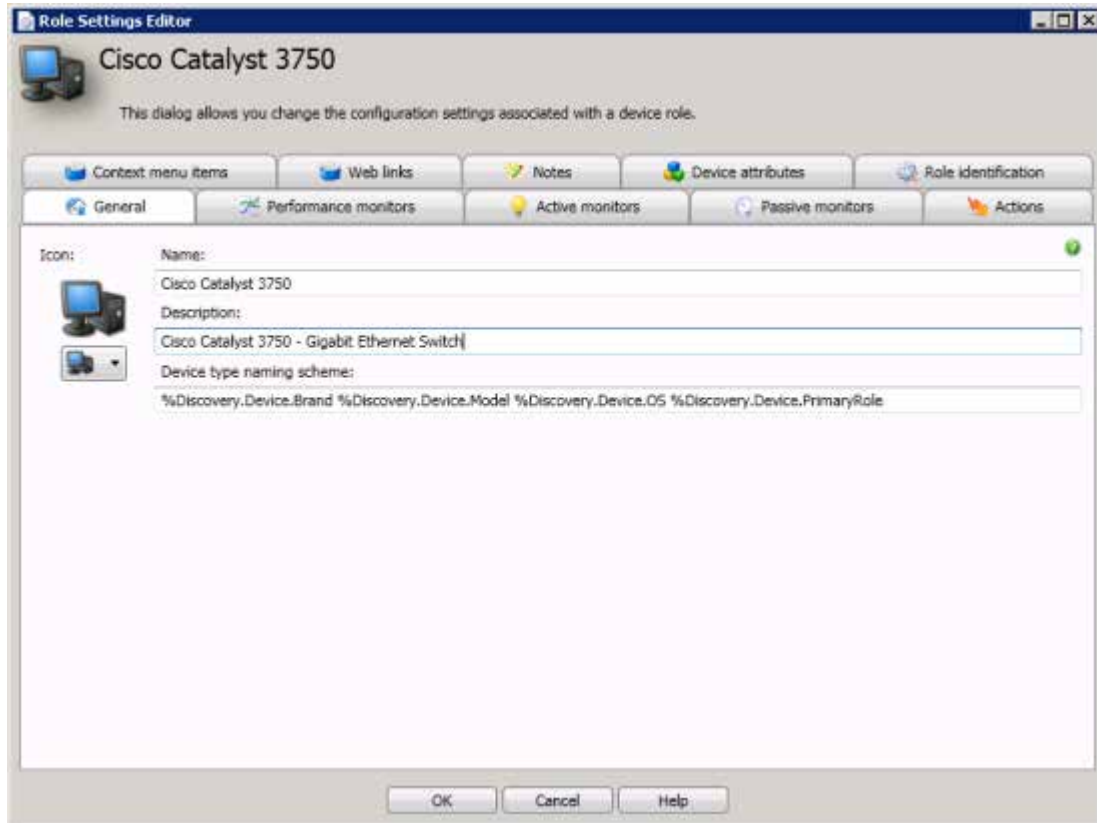 Role Settings Editor
Cisco Catalyst 3750
This dialog allows you change the configuration settings associated with a device role.
Context menu items Web links Notes Device attributes Role identification
General Performance monitors Active monitors Passive monitors Actions
Icon: Name:
Cisco Catalyst 3750
Description:
Cisco Catalyst 3750 - Gigabit Ethernet Switch
Device type naming scheme:
%Discovery.Device.Brand %Discovery.Device.Model %Discovery.Device.OS %Discovery.Device.PrimaryRole
OK Cancel Help